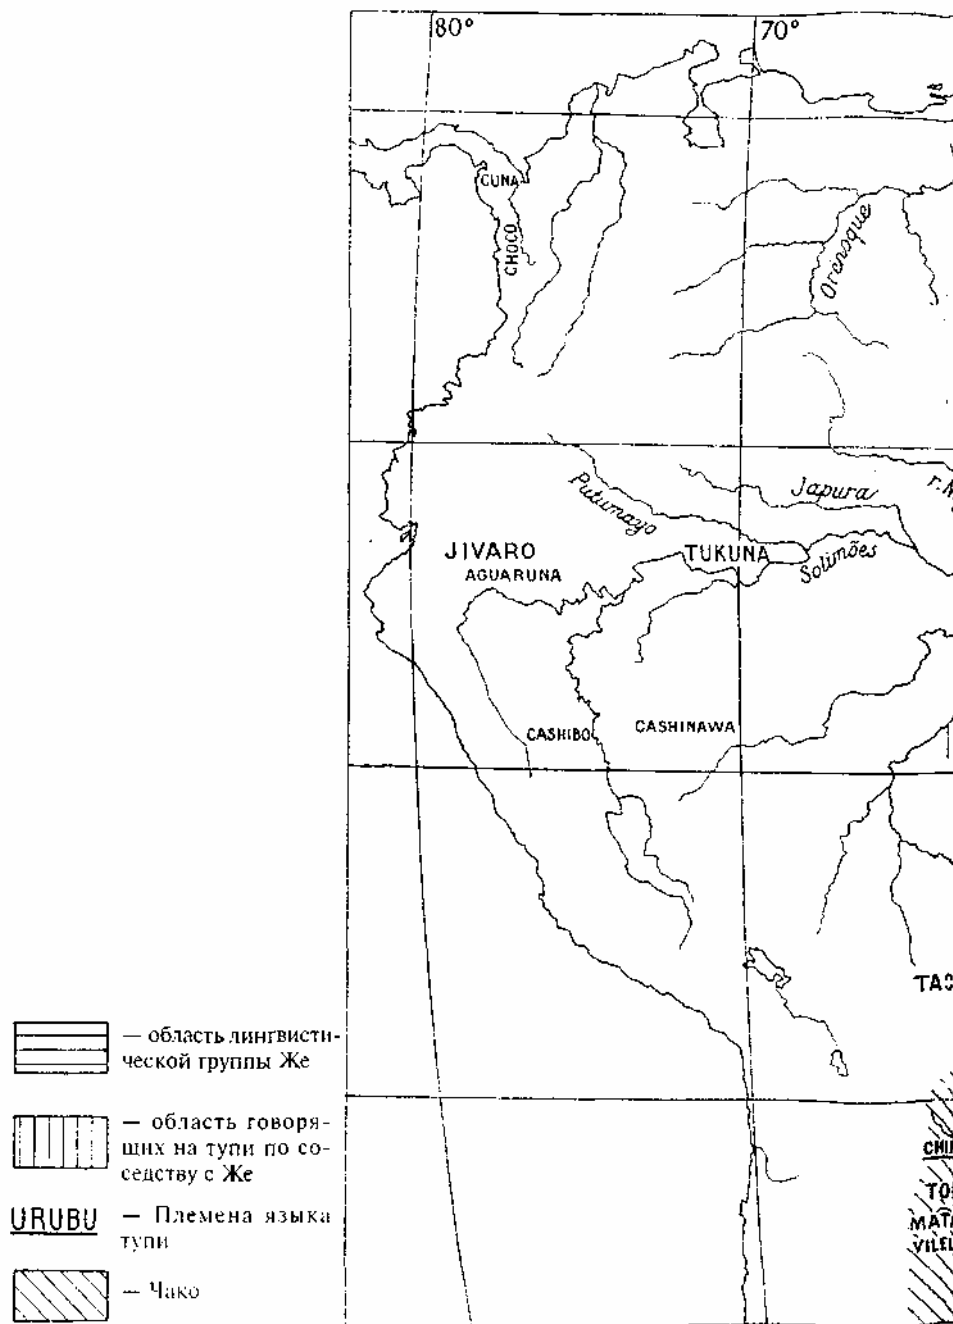 80°
70°
CUNA
CHOCO
Orénoque
Putumayo
Japura
JIVARO
TUKUNA
Solimões
AGUARUNA
CASHIBO
CASHINAWA
— область лингвисти-
ческой группы Же
— область говоря-
щих на тупи по со-
седству с Же
URUBU — Племена языка
тупи
— Чако